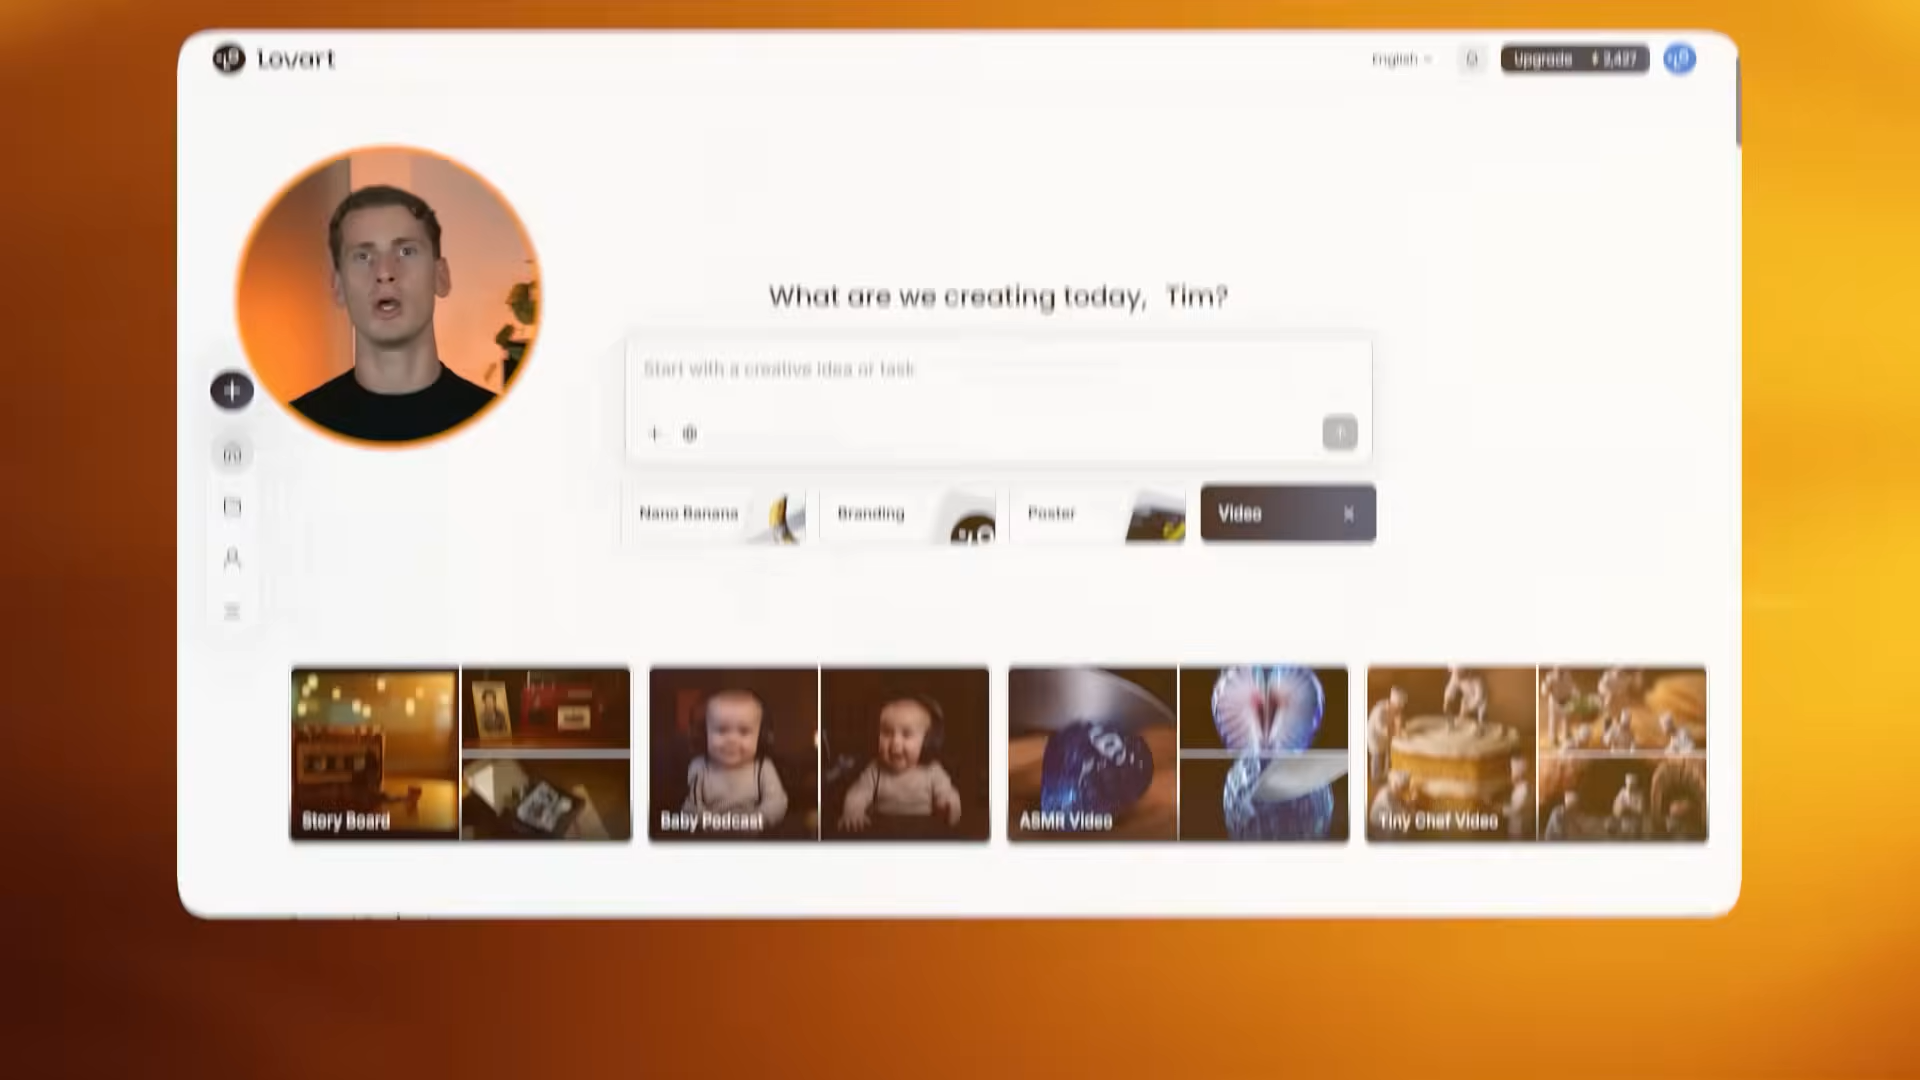 Lovart
English
Upgrade
What are we creating today, Tim?
Start with a creative idea or task
Nano Banana
Branding
Poster
Video
Story Board
Baby Podcast
ASMR Video
Tiny Chef Video